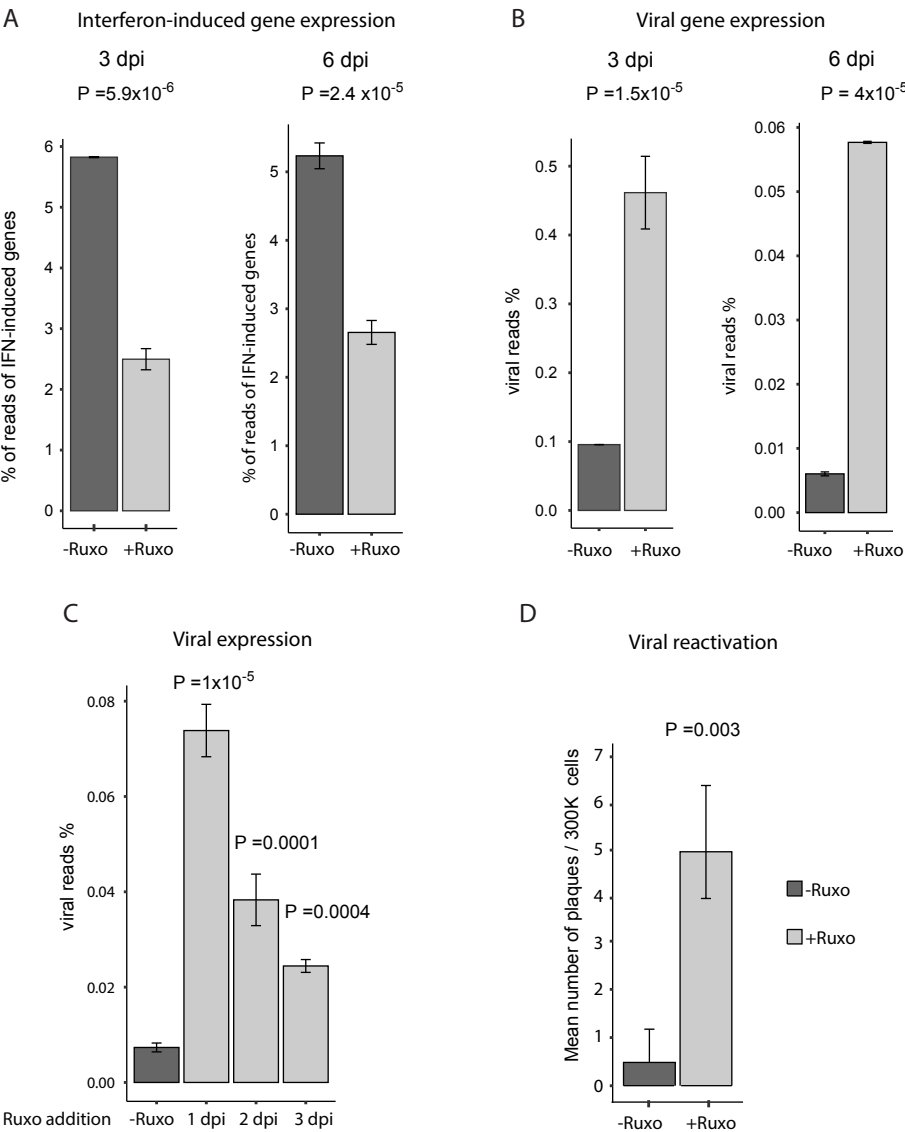 A
Interferon-induced gene expression
3 dpi
6 dpi
P =5.9x10-6
P =2.4 x10-5
% of reads of IFN-induced genes
6
5
4
3
2
1
0
-Ruxo +Ruxo
% of reads of IFN-induced genes
5
4
3
2
1
0
-Ruxo +Ruxo
B
Viral gene expression
3 dpi
6 dpi
P =1.5x10-5
P = 4x10-5
viral reads %
0.5
0.4
0.3
0.2
0.1
0.0
-Ruxo +Ruxo
viral reads %
0.06
0.05
0.04
0.03
0.02
0.01
0.00
-Ruxo +Ruxo
C
Viral expression
P =1x10-5
P =0.0001
P =0.0004
viral reads %
0.08
0.06
0.04
0.02
0.00
Ruxo addition -Ruxo 1 dpi 2 dpi 3 dpi
D
Viral reactivation
P =0.003
Mean number of plaques / 300K cells
7
6
5
4
3
2
1
0
-Ruxo +Ruxo
-Ruxo
+Ruxo